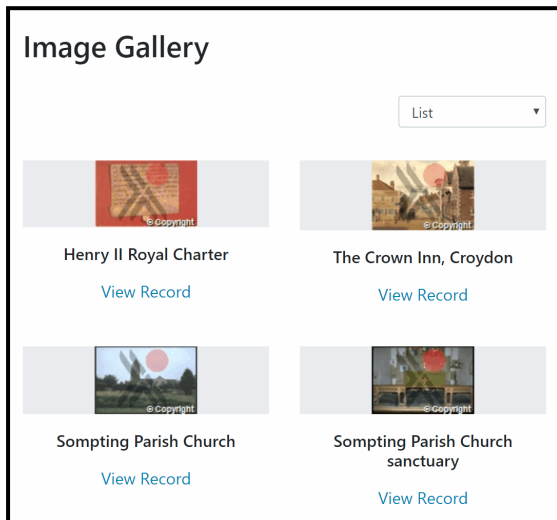 Image Gallery
List
© Copyright
© Copyright
Henry II Royal Charter
The Crown Inn, Croydon
View Record
View Record
© Copyright
© Copyright
Sompting Parish Church
Sompting Parish Church
sanctuary
View Record
View Record